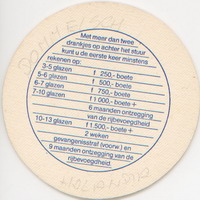 Met meer dan twee
drankjes op achter het stuur
kunt u de eerste keer minstens
rekenen op:
3-5 glazen f 250,- boete
5-6 glazen f 500,- boete
6-7 glazen f 750,- boete
7-10 glazen f 1000,- boete +
6 maanden ontzegging
van de rijbevoegdheid
10-13 glazen f 1500,- boete +
2 weken
gevangenisstraf (voorw.) en
9 maanden ontzegging van de
rijbevoegdheid.